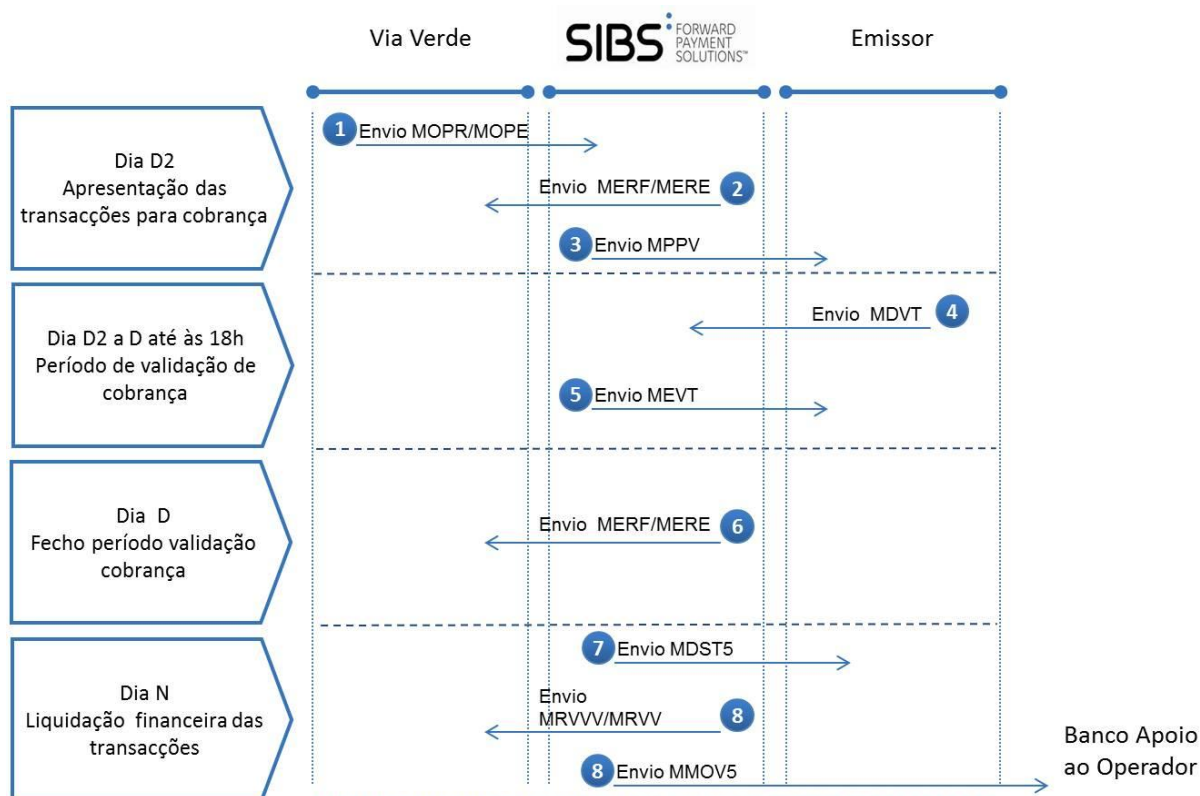 Via Verde
SIBS FORWARD
PAYMENT
SOLUTIONS™
Emissor
Dia D2
Apresentação das
transacções para cobrança
1 Envio MOPR/MOPE
Envio MERF/MERE 2
3 Envio MPPV
Dia D2 a D até às 18h
Período de validação de
cobrança
Envio MDVT 4
5 Envio MEVT
Dia D
Fecho período validação
cobrança
Envio MERF/MERE 6
Dia N
Liquidação financeira das
transacções
7 Envio MDST5
Envio
MRVVV/MRVV 8
8 Envio MMOV5
Banco Apoio
ao Operador